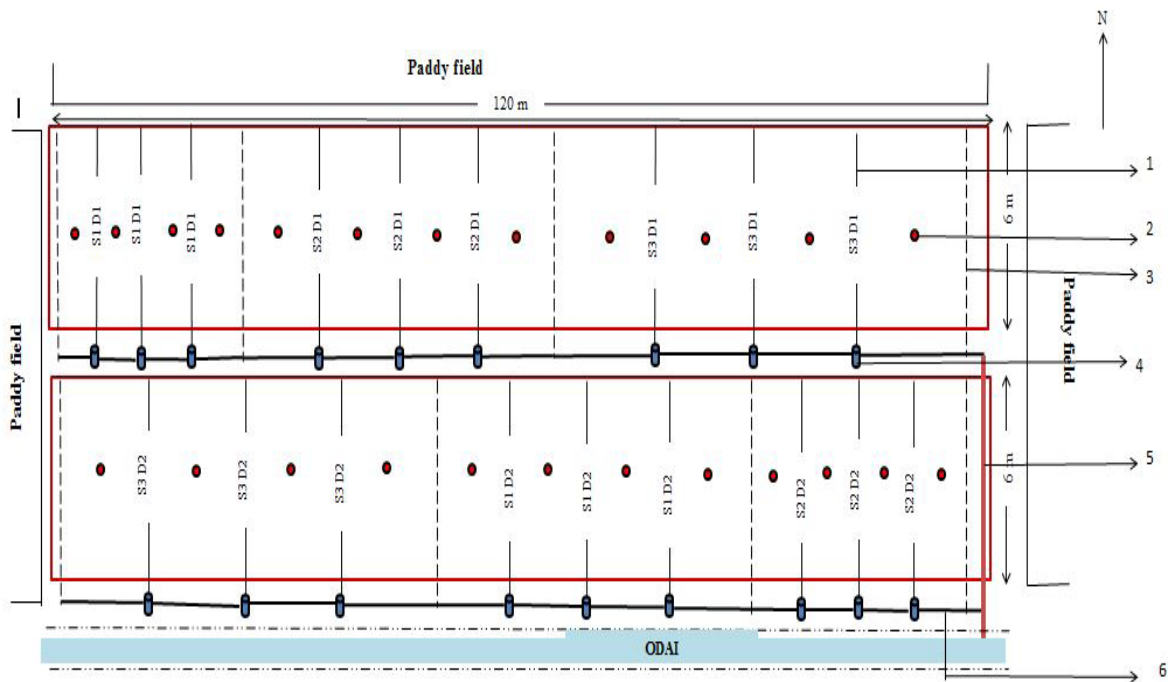 N
Paddy field
120 m
1
2
3
4
5
6
6 m
6 m
Paddy field
Paddy field
S1 D1
S1 D1
S1 D1
S2 D1
S2 D1
S2 D1
S3 D1
S3 D1
S3 D1
S3 D2
S3 D2
S3 D2
S1 D2
S1 D2
S1 D2
S2 D2
S2 D2
S2 D2
ODAI